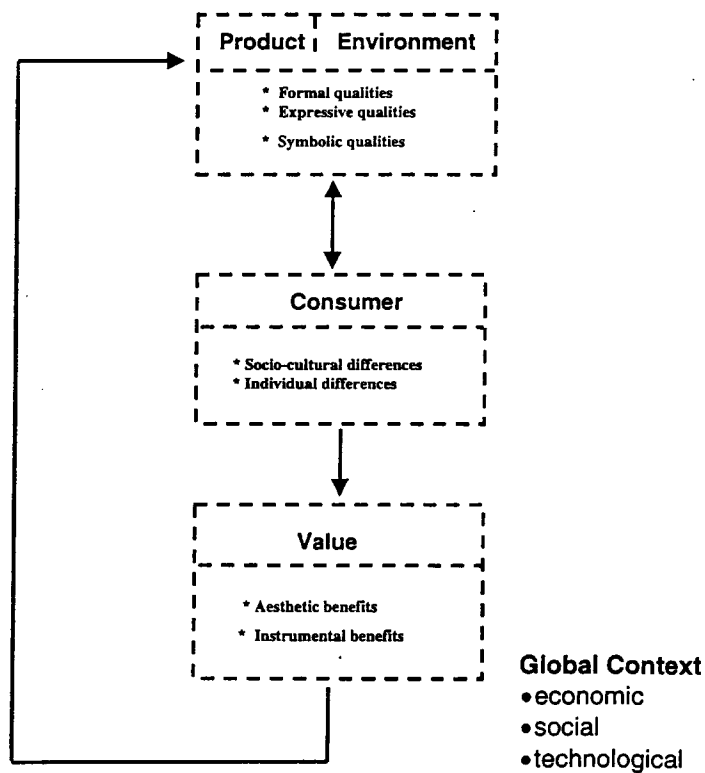 Product Environment
* Formal qualities
* Expressive qualities
* Symbolic qualities
Consumer
* Socio-cultural differences
* Individual differences
Value
* Aesthetic benefits
* Instrumental benefits
Global Context
• economic
• social
• technological